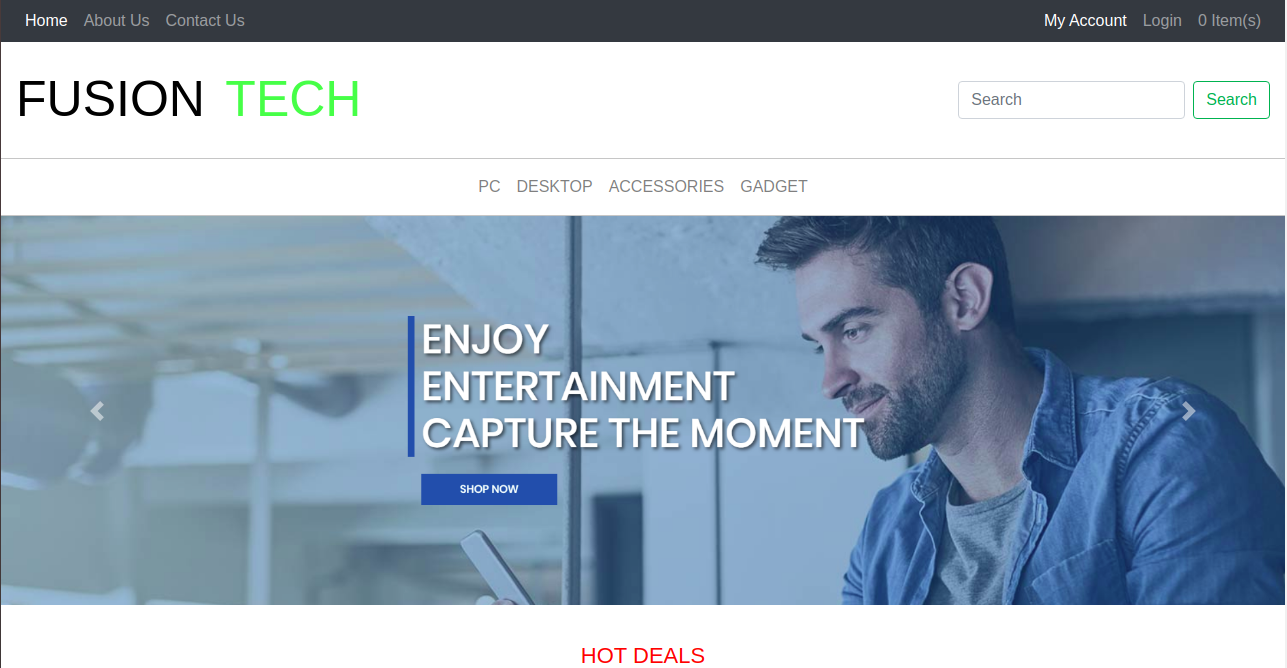 Home About Us Contact Us My Account Login 0 Item(s)
FUSION TECH Search Search
PC DESKTOP ACCESSORIES GADGET
ENJOY
ENTERTAINMENT
CAPTURE THE MOMENT
SHOP NOW
HOT DEALS